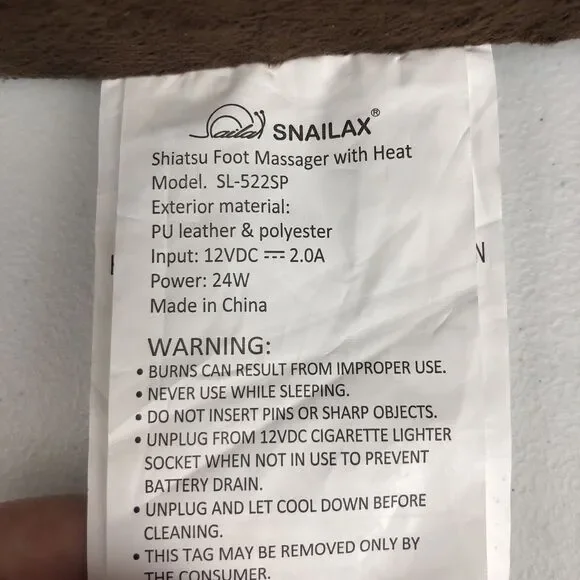 Snailax SNAILAX®
Shiatsu Foot Massager with Heat
Model. SL-522SP
Exterior material:
PU leather & polyester
Input: 12VDC ⎓ 2.0A
Power: 24W
Made in China
WARNING:
• BURNS CAN RESULT FROM IMPROPER USE.
• NEVER USE WHILE SLEEPING.
• DO NOT INSERT PINS OR SHARP OBJECTS.
• UNPLUG FROM 12VDC CIGARETTE LIGHTER
SOCKET WHEN NOT IN USE TO PREVENT
BATTERY DRAIN.
• UNPLUG AND LET COOL DOWN BEFORE
CLEANING.
• THIS TAG MAY BE REMOVED ONLY BY
THE CONSUMER.